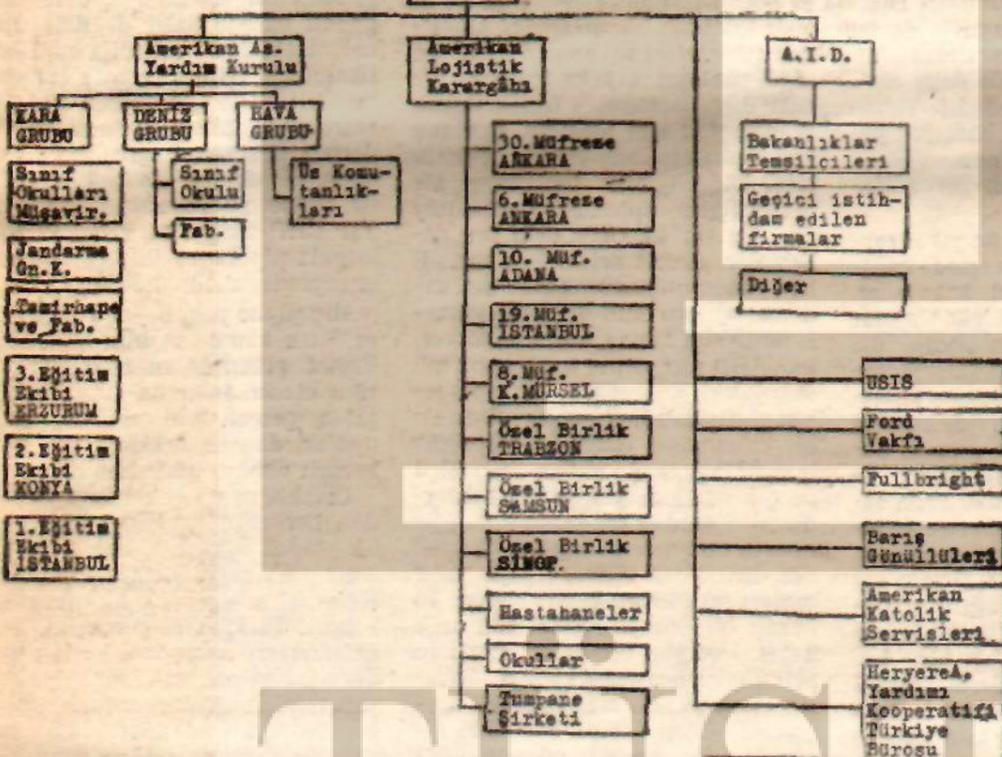 Amerikan As.
Yardım Kurulu
Amerikan
Lojistik
Karargâhı
A.I.D.
KARA
GRUBU
DENİZ
GRUBU
HAVA
GRUBU
Sınıf
Okulları
Müşavir.
Jandarma
Gn.K.
Tamirhane
ve Fab.
3.Eğitim
Ekibi
ERZURUM
2.Eğitim
Ekibi
KONYA
1.Eğitim
Ekibi
İSTANBUL
Sınıf
Okulu
Fab.
Üs Komu-
tanlık-
ları
30.Müfreze
ANKARA
6.Müfreze
ANKARA
10. Müf.
ADANA
19.Müf.
İSTANBUL
8.Müf.
K.MÜRSEL
Özel Birlik
TRABZON
Özel Birlik
SAMSUN
Özel Birlik
SİNOP.
Hastahaneler
Okullar
Tumpane
Şirketi
Bakanlıklar
Temsilcileri
Geçici istih-
dam edilen
firmalar
Diğer
USIS
Ford
Vakfı
Fullbright
Barış
Gönüllüleri
Amerikan
Katolik
Servisleri
HeryereA.
Yardımı
Kooperatifi
Türkiye
Bürosu
TÜST